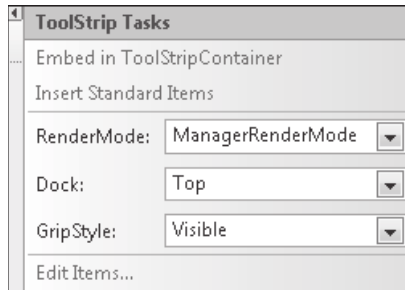 ToolStrip Tasks
Embed in ToolStripContainer
Insert Standard Items
RenderMode: ManagerRenderMode
Dock: Top
GripStyle: Visible
Edit Items...